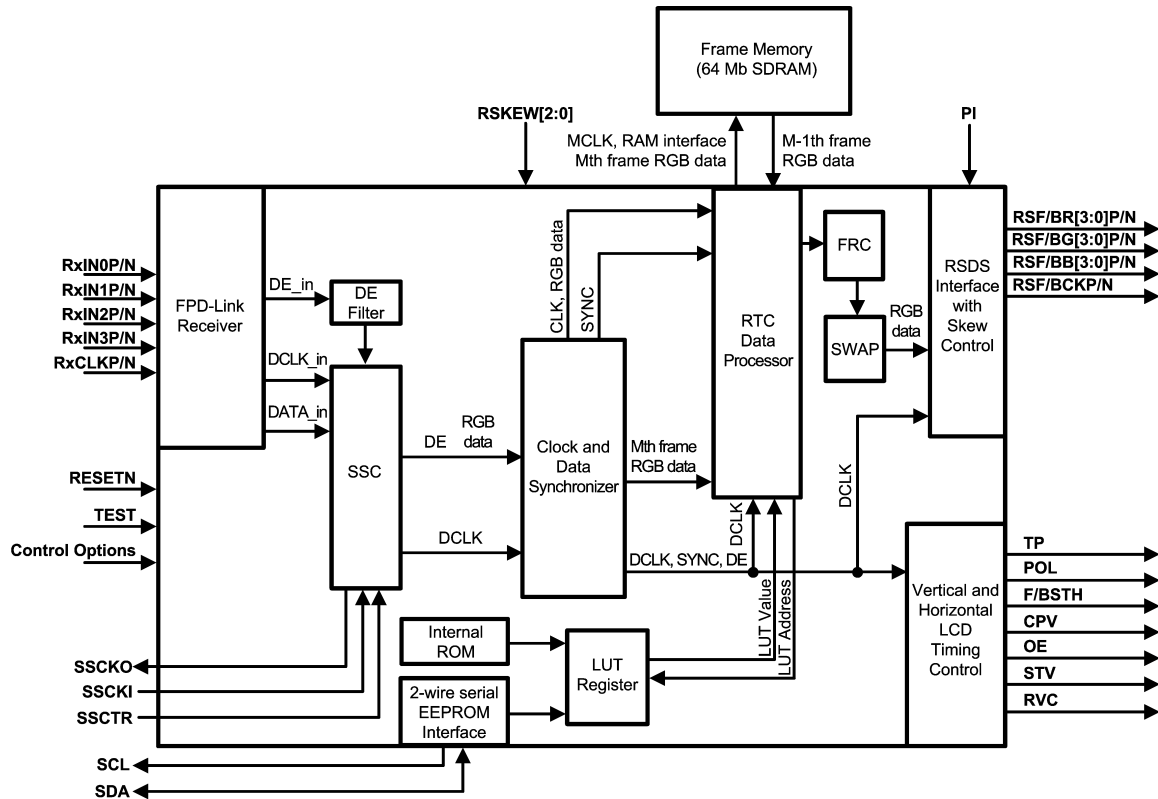 Frame Memory
(64 Mb SDRAM)
RSKEW[2:0]
PI
MCLK, RAM interface
Mth frame RGB data
M-1th frame
RGB data
RxIN0P/N
RxIN1P/N
RxIN2P/N
RxIN3P/N
RxCLKP/N
FPD-Link
Receiver
DE_in
DE
Filter
DCLK_in
DATA_in
SSC
DE
RGB
data
DCLK
CLK, RGB data
SYNC
Clock and
Data
Synchronizer
Mth frame
RGB data
DCLK, SYNC, DE
RTC
Data
Processor
FRC
SWAP
RGB
data
RSDS
Interface
with
Skew
Control
RSF/BR[3:0]P/N
RSF/BG[3:0]P/N
RSF/BB[3:0]P/N
RSF/BCKP/N
DCLK
DCLK
LUT Value
LUT Address
RESETN
TEST
Control Options
Internal
ROM
2-wire serial
EEPROM
Interface
LUT
Register
Vertical and
Horizontal
LCD
Timing
Control
TP
POL
F/BSTH
CPV
OE
STV
RVC
SSCKO
SSCKI
SSCTR
SCL
SDA